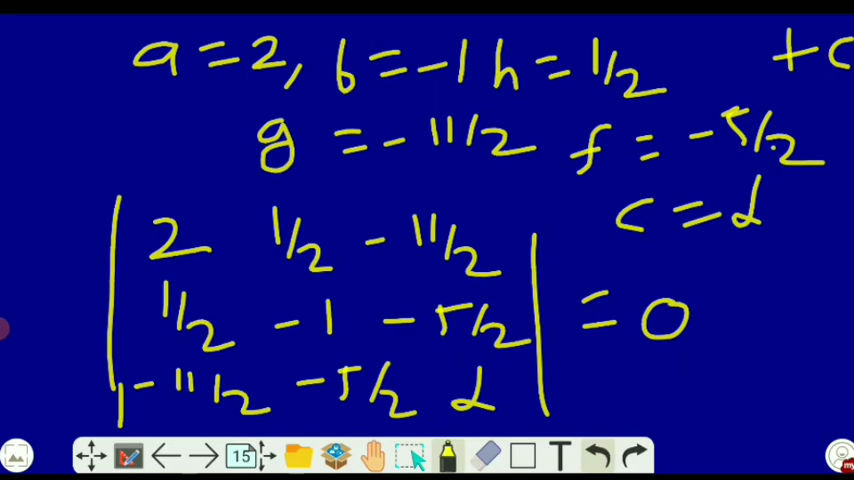 a = 2, b = -1 h = 1/2 + c
g = - 11/2 f = - 5/2
c = α
2 1/2 - 11/2
1/2 - 1 - 5/2 = 0
- 11/2 - 5/2 α
15
T